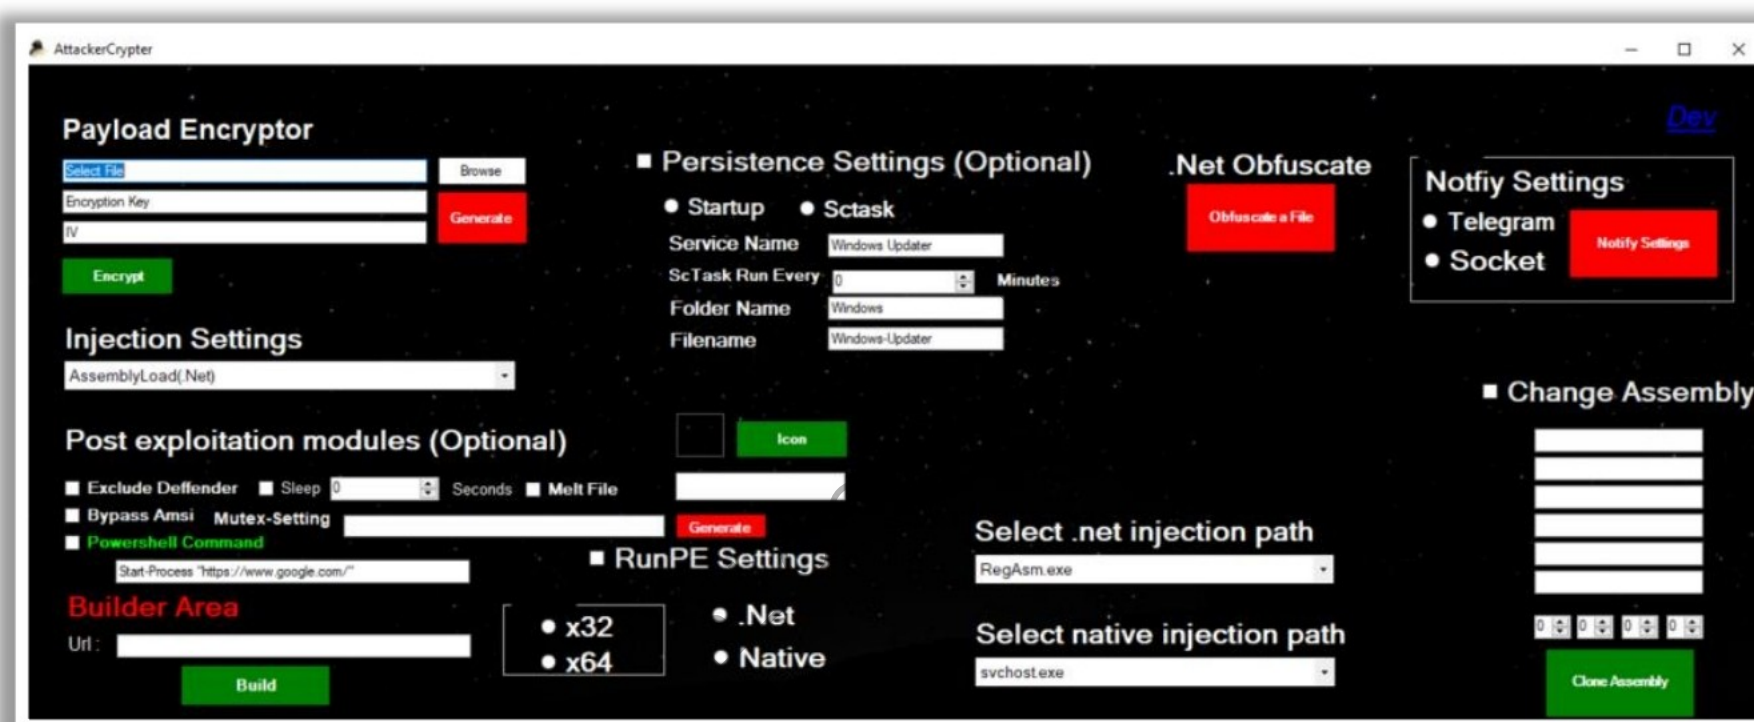 AttackerCrypter
Dev
Payload Encryptor
Select File
Browse
Encryption Key
Generate
IV
Encrypt
Persistence Settings (Optional)
Startup Sctask
Service Name Windows Updater
ScTask Run Every 0 Minutes
Folder Name Windows
Filename Windows-Updater
.Net Obfuscate
Obfuscate a File
Notfiy Settings
Telegram
Socket
Notify Settings
Injection Settings
AssemblyLoad(.Net)
Change Assembly
Post exploitation modules (Optional)
Icon
Exclude Deffender Sleep 0 Seconds Melt File
Bypass Amsi Mutex-Setting Generate
Powershell Command
Start-Process "https://www.google.com/"
RunPE Settings
x32 .Net
x64 Native
Select .net injection path
RegAsm.exe
Select native injection path
svchost.exe
Builder Area
Url :
Build
0 0 0 0
Clone Assembly